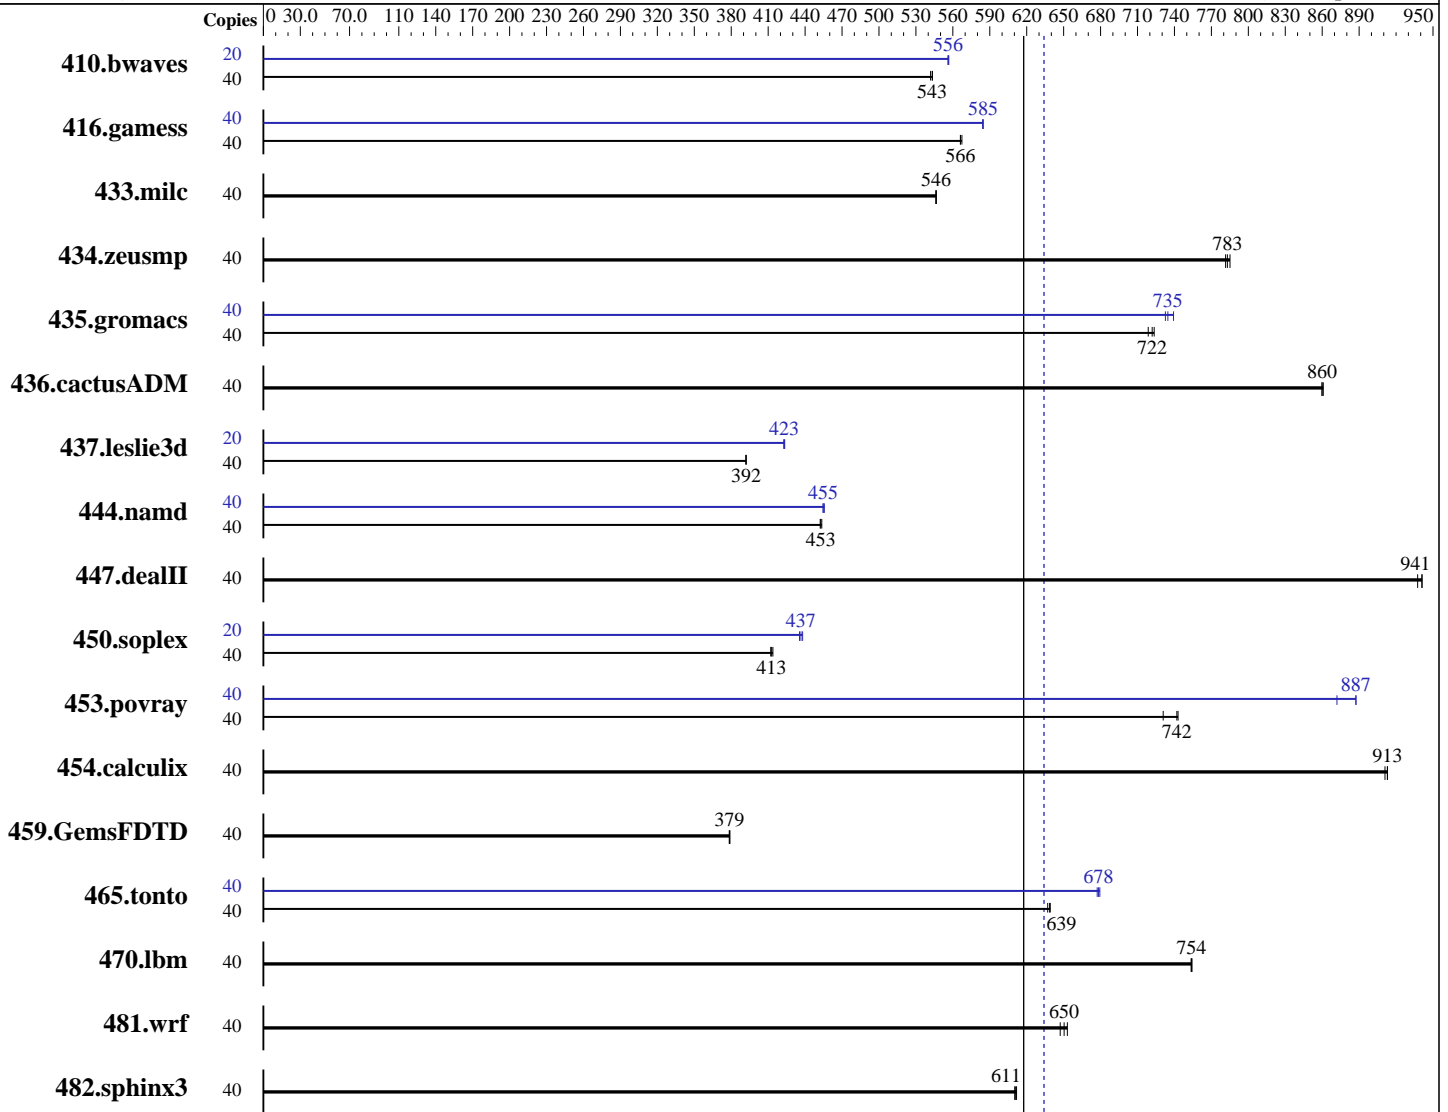 Copies 0 30.0 70.0 110 140 170 200 230 260 290 320 350 380 410 440 470 500 530 560 590 620 650 680 710 740 770 800 830 860 890 950
410.bwaves 20 556
40 543
416.gamess 40 585
40 566
433.milc 40 546
434.zeusmp 40 783
435.gromacs 40 735
40 722
436.cactusADM 40 860
437.leslie3d 20 423
40 392
444.namd 40 455
40 453
447.dealII 40 941
450.soplex 20 437
40 413
453.povray 40 887
40 742
454.calculix 40 913
459.GemsFDTD 40 379
465.tonto 40 678
40 639
470.lbm 40 754
481.wrf 40 650
482.sphinx3 40 611